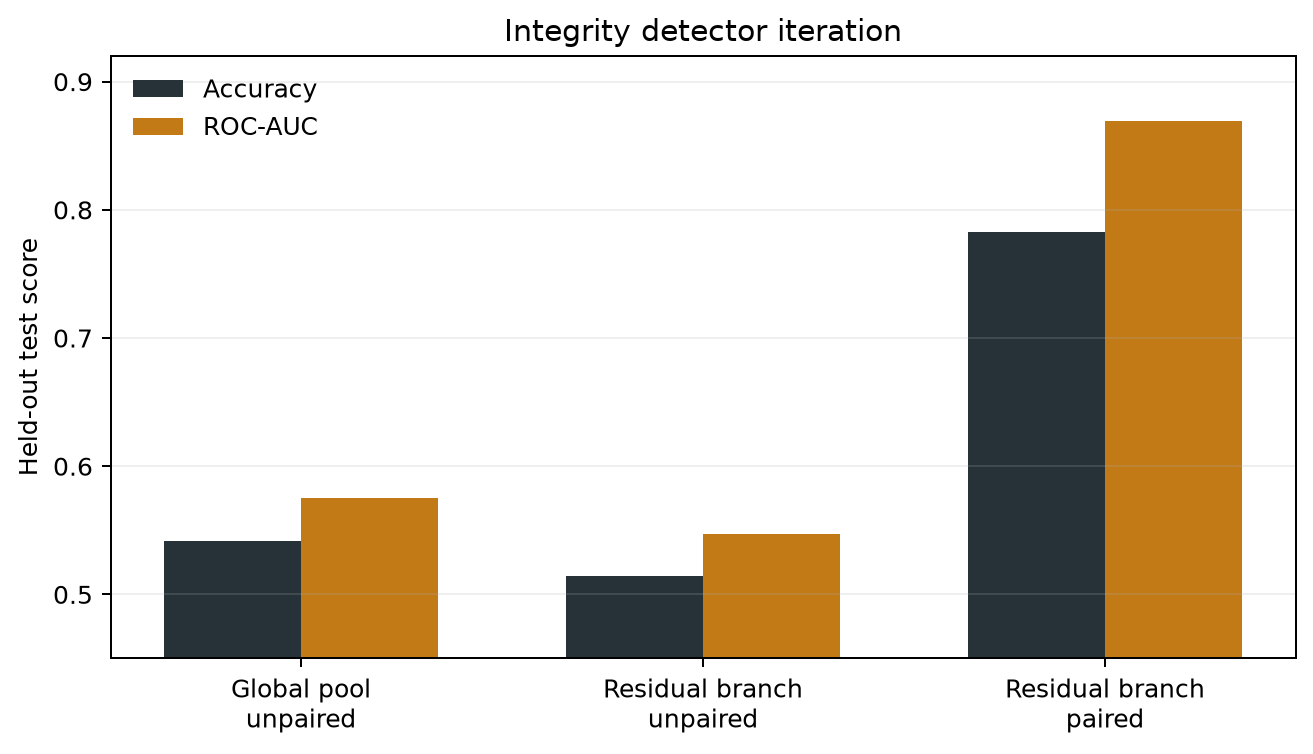 Integrity detector iteration
Accuracy
ROC-AUC
Held-out test score
0.9
0.8
0.7
0.6
0.5
Global pool
unpaired
Residual branch
unpaired
Residual branch
paired